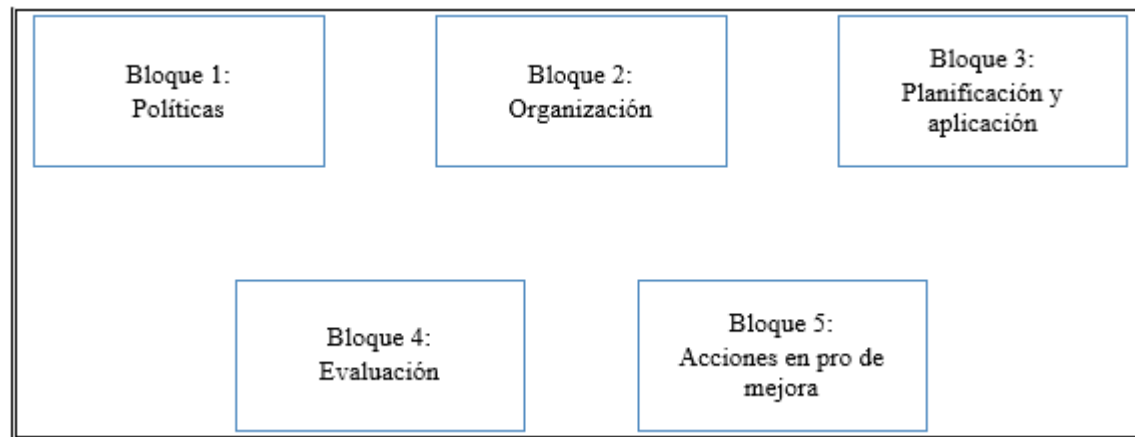 Bloque 1:
Políticas
Bloque 2:
Organización
Bloque 3:
Planificación y
aplicación
Bloque 4:
Evaluación
Bloque 5:
Acciones en pro de
mejora